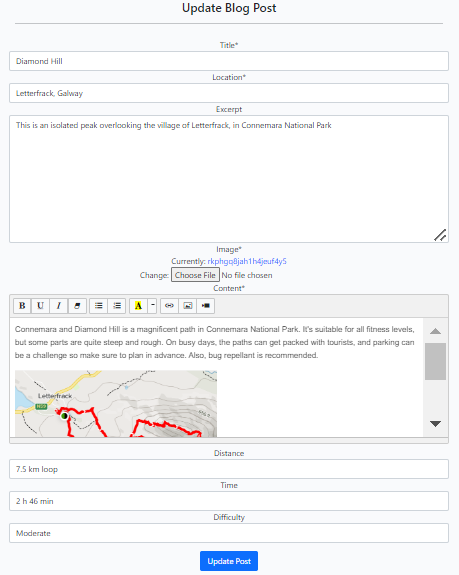 Update Blog Post
Title*
Diamond Hill
Location*
Letterfrack, Galway
Excerpt
This is an isolated peak overlooking the village of Letterfrack, in Connemara National Park
Image*
Currently: rkphgq8jah1h4jeuf4y5
Change: Choose File No file chosen
Content*
B U I A
Connemara and Diamond Hill is a magnificent path in Connemara National Park. It's suitable for all fitness levels,
but some parts are quite steep and rough. On busy days, the paths can get packed with tourists, and parking can
be a challenge so make sure to plan in advance. Also, bug repellant is recommended.
Letterfrack
Distance
7.5 km loop
Time
2 h 46 min
Difficulty
Moderate
Update Post